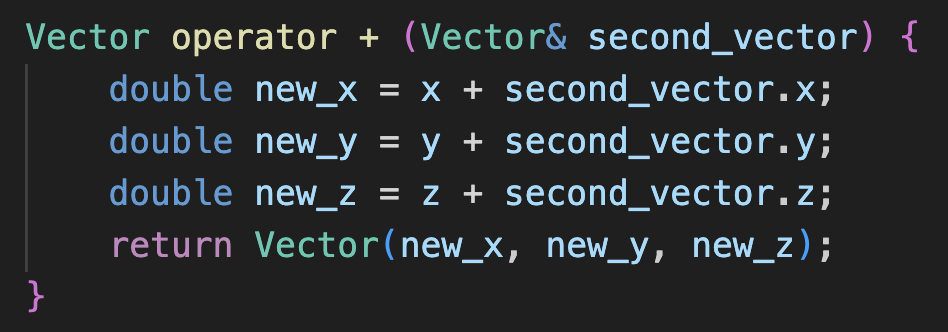 Vector operator + (Vector& second_vector) {
    double new_x = x + second_vector.x;
    double new_y = y + second_vector.y;
    double new_z = z + second_vector.z;
    return Vector(new_x, new_y, new_z);
}